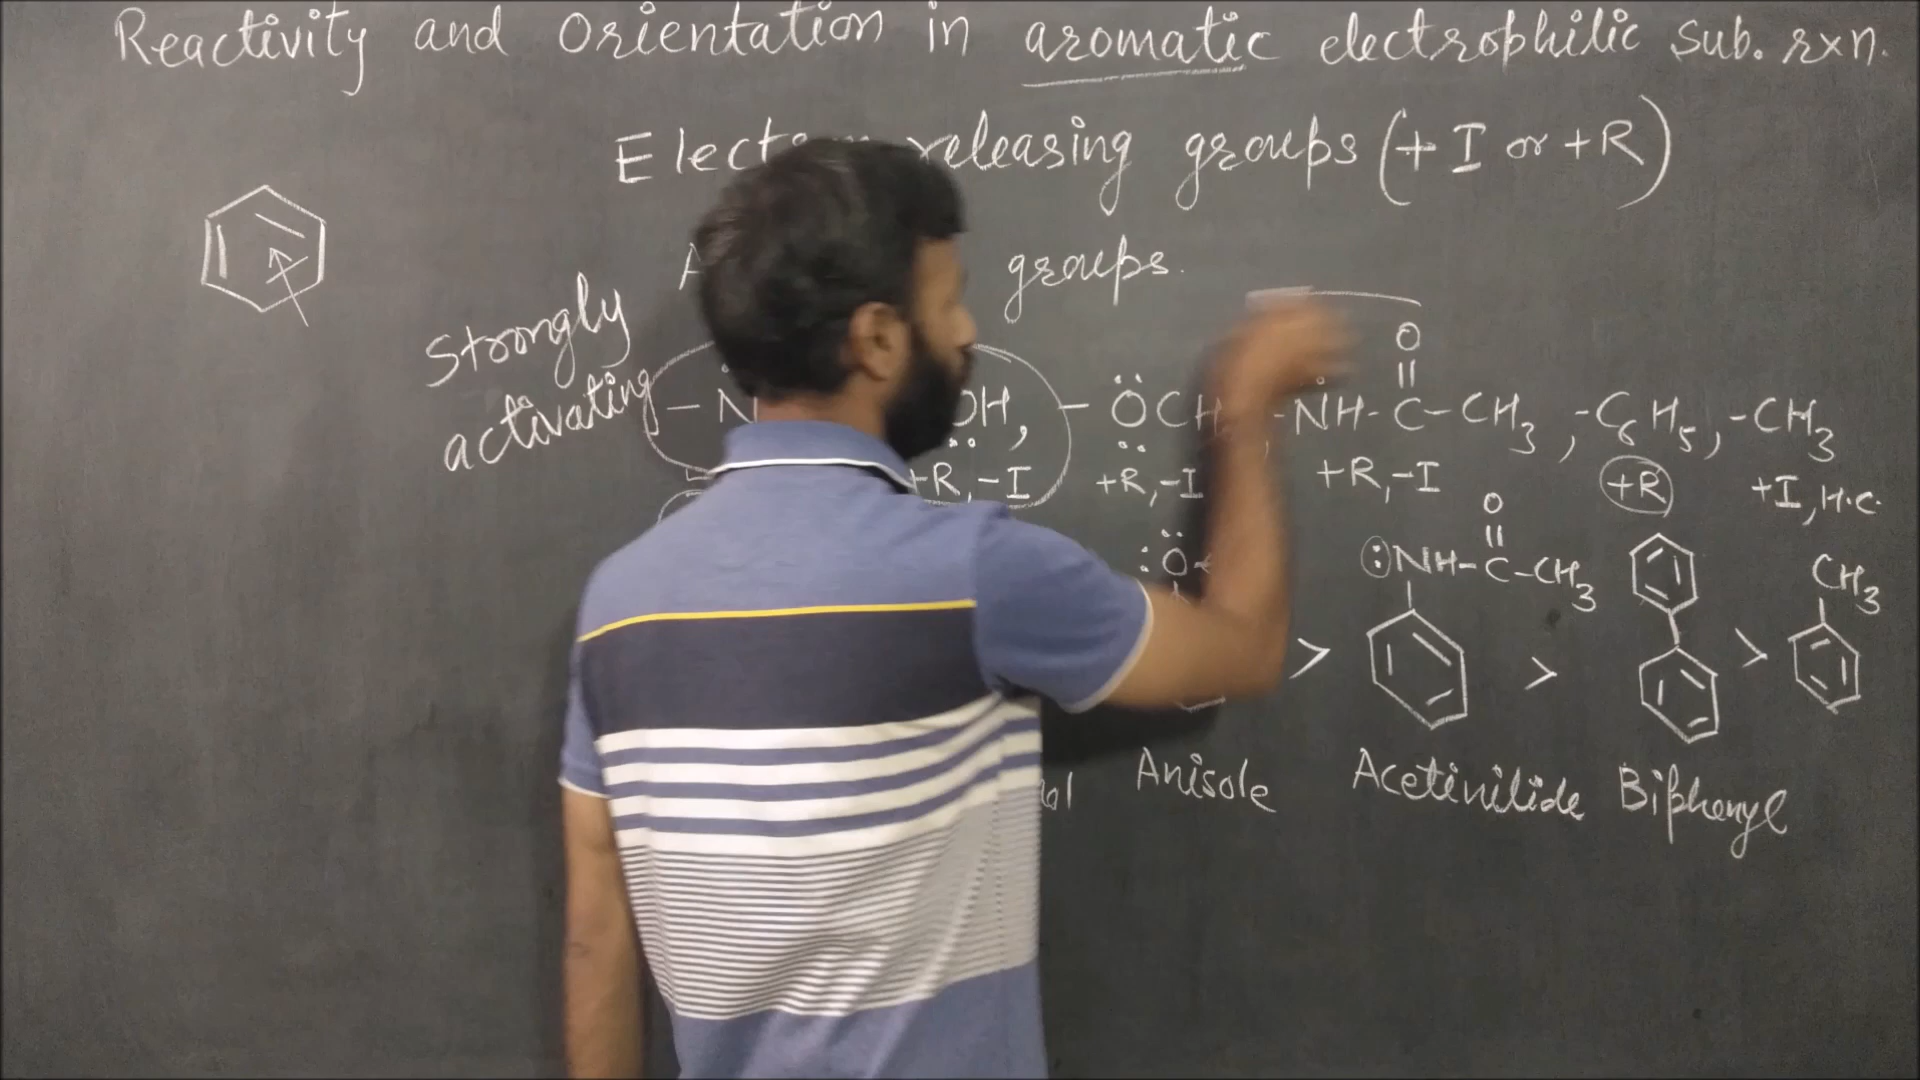 Reactivity and Orientation in aromatic electrophilic sub. rxn.
releasing groups (+I or +R)
groups.
Strongly
activating
OH, -ÖCH , -NH-C-CH3, -C6H5, -CH3
O
+R,-I +R,-I +R,-I +R +I, H.C.
:NH-C-CH3
O
CH3
> > >
Anisole Acetinilide Biphenyl